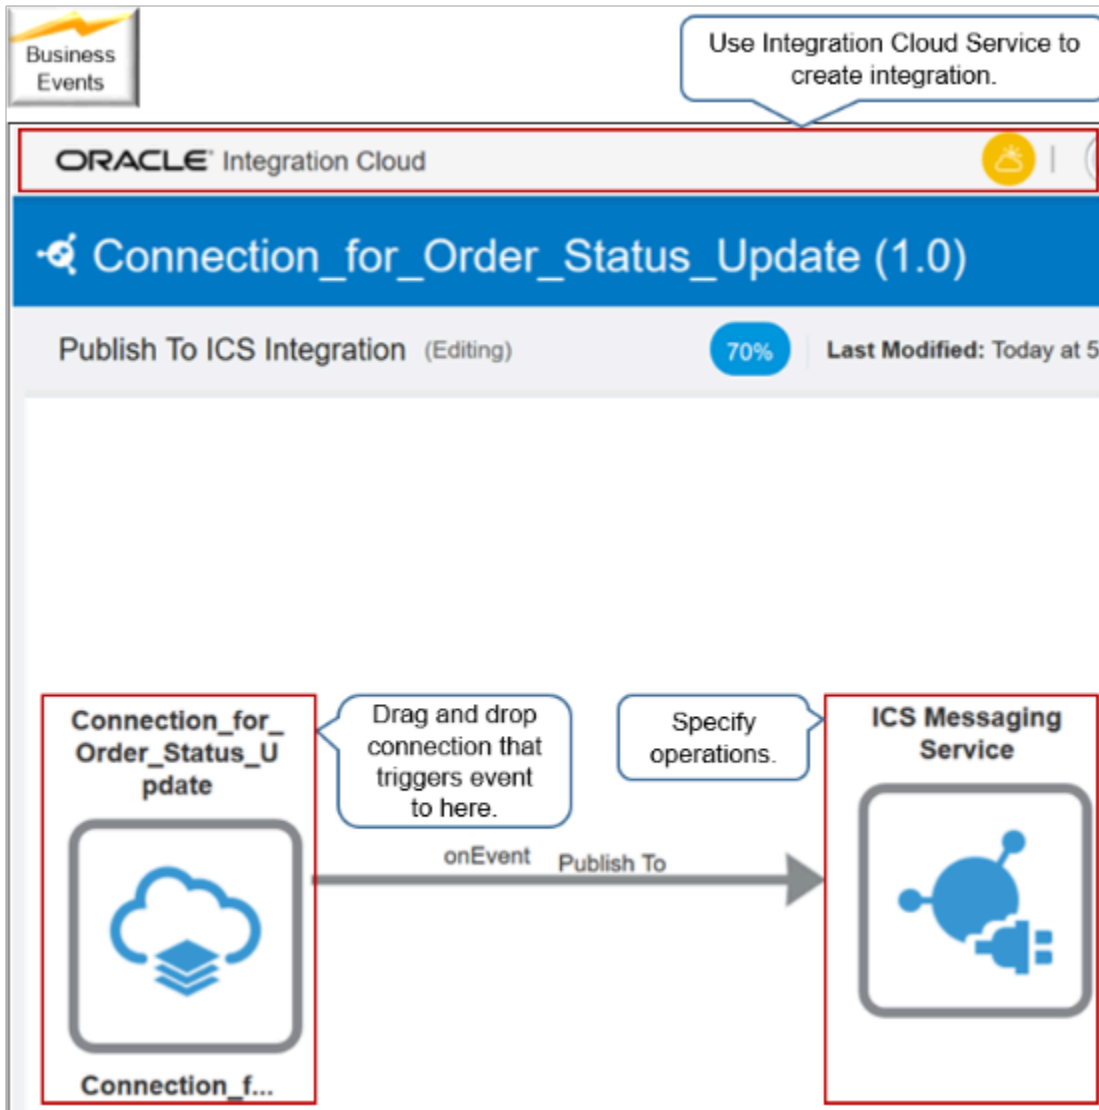 Business
Events
Use Integration Cloud Service to
create integration.
ORACLE Integration Cloud
Connection_for_Order_Status_Update (1.0)
Publish To ICS Integration (Editing)
70%
Last Modified: Today at 5
Connection_for_
Order_Status_U
pdate
Drag and drop
connection that
triggers event
to here.
Specify
operations.
ICS Messaging
Service
onEvent
Publish To
Connection_f...